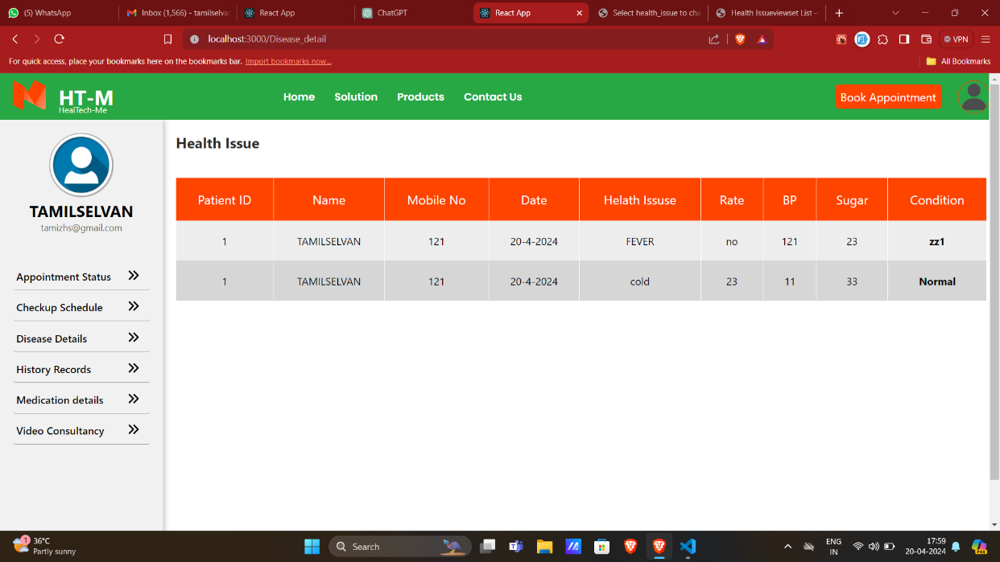 (5) WhatsApp
Inbox (1,566) - tamilselvan
React App
ChatGPT
React App
Select health_issue to cha
Health Issueviewset List –
localhost:3000/Disease_detail
VPN
For quick access, place your bookmarks here on the bookmarks bar. Import bookmarks now...
All Bookmarks
HT-M
HealTech-Me
Home Solution Products Contact Us
Book Appointment
TAMILSELVAN
tamizhs@gmail.com
Appointment Status
Checkup Schedule
Disease Details
History Records
Medication details
Video Consultancy
Health Issue
Patient ID Name Mobile No Date Helath Issuse Rate BP Sugar Condition
1 TAMILSELVAN 121 20-4-2024 FEVER no 121 23 zz1
1 TAMILSELVAN 121 20-4-2024 cold 23 11 33 Normal
1
36°C
Partly sunny
Search
ENG
IN
17:59
20-04-2024